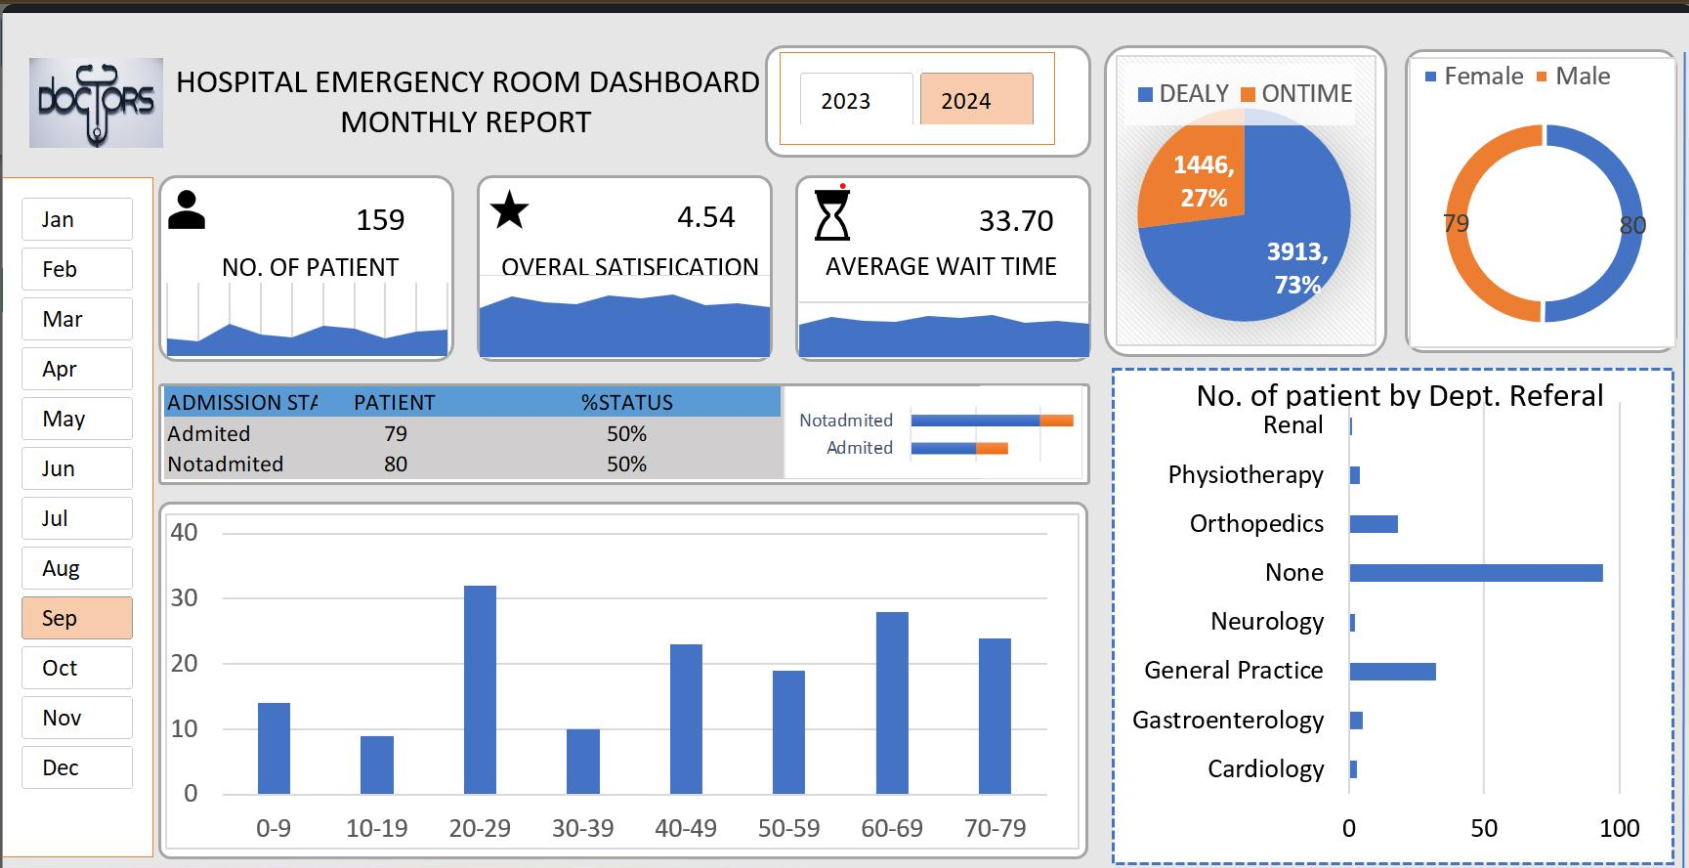 DOCTORS
HOSPITAL EMERGENCY ROOM DASHBOARD
MONTHLY REPORT
2023
2024
Jan
Feb
Mar
Apr
May
Jun
Jul
Aug
Sep
Oct
Nov
Dec
159
NO. OF PATIENT
4.54
OVERAL SATISFICATION
33.70
AVERAGE WAIT TIME
DEALY ONTIME
1446,
27%
3913,
73%
Female Male
79
80
ADMISSION STA PATIENT %STATUS
Admited 79 50%
Notadmited 80 50%
Notadmited
Admited
40
30
20
10
0
0-9 10-19 20-29 30-39 40-49 50-59 60-69 70-79
No. of patient by Dept. Referal
Renal
Physiotherapy
Orthopedics
None
Neurology
General Practice
Gastroenterology
Cardiology
0 50 100